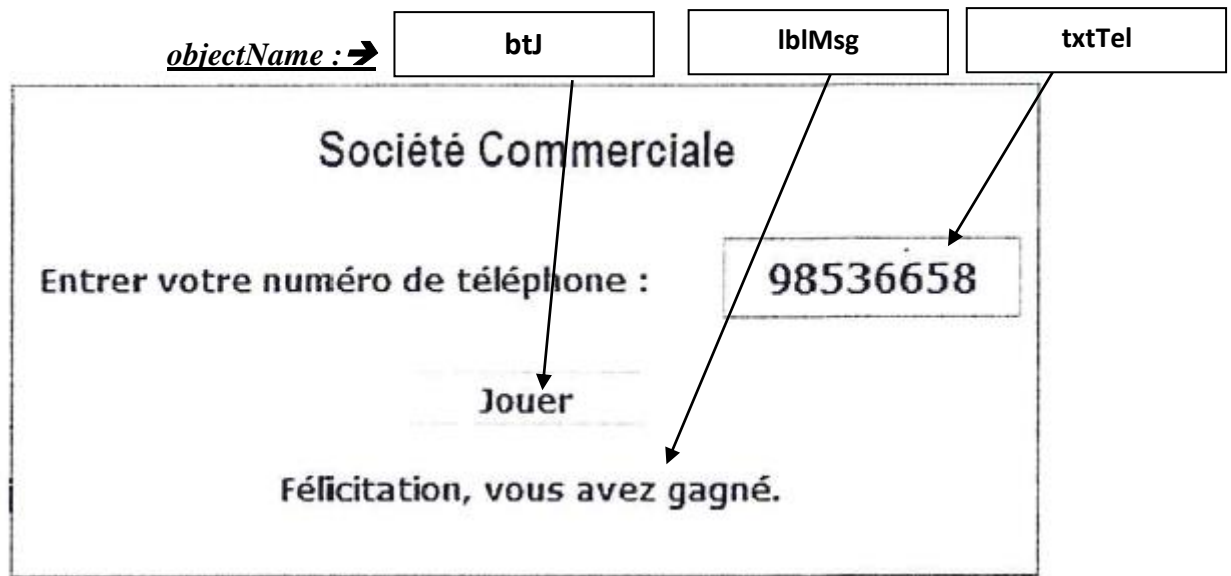 objectName : ➔ btJ lblMsg txtTel
Société Commerciale
Entrer votre numéro de téléphone : 98536658
Jouer
Félicitation, vous avez gagné.